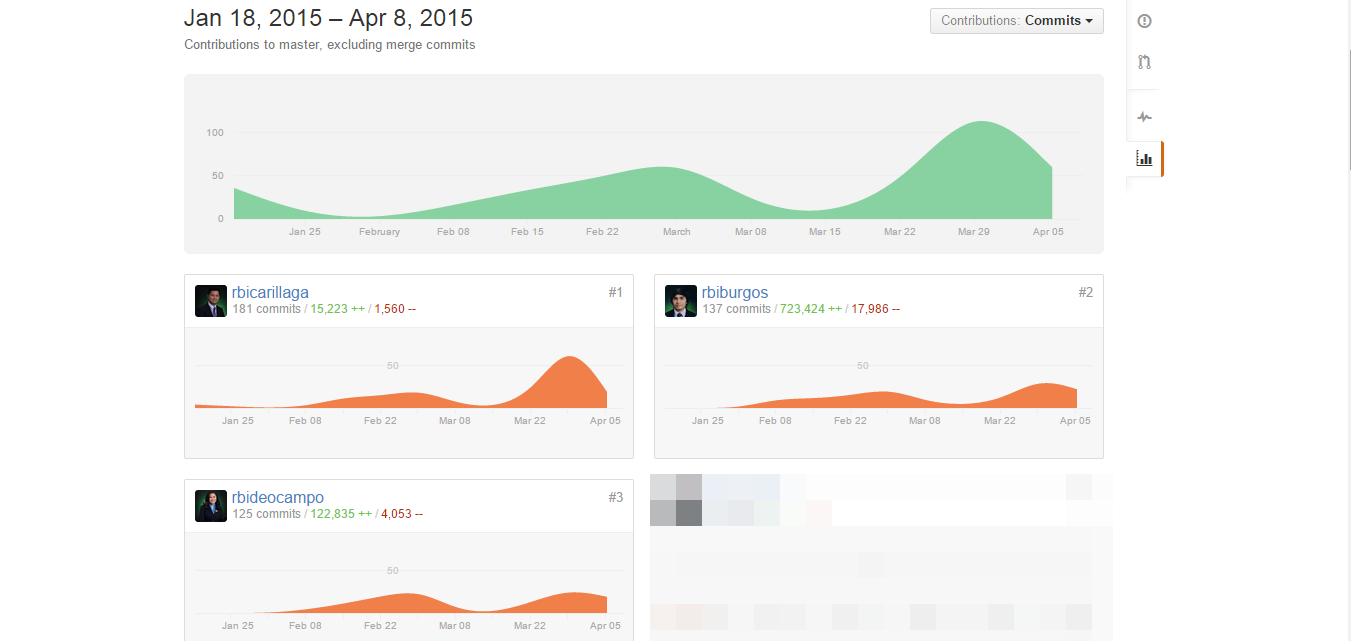 Jan 18, 2015 – Apr 8, 2015
Contributions: Commits
Contributions to master, excluding merge commits
100
50
0
Jan 25 February Feb 08 Feb 15 Feb 22 March Mar 08 Mar 15 Mar 22 Mar 29 Apr 05
rbicarillaga #1
181 commits / 15,223 ++ / 1,560 --
50
Jan 25 Feb 08 Feb 22 Mar 08 Mar 22 Apr 05
rbiburgos #2
137 commits / 723,424 ++ / 17,986 --
50
Jan 25 Feb 08 Feb 22 Mar 08 Mar 22 Apr 05
rbideocampo #3
125 commits / 122,835 ++ / 4,053 --
50
Jan 25 Feb 08 Feb 22 Mar 08 Mar 22 Apr 05